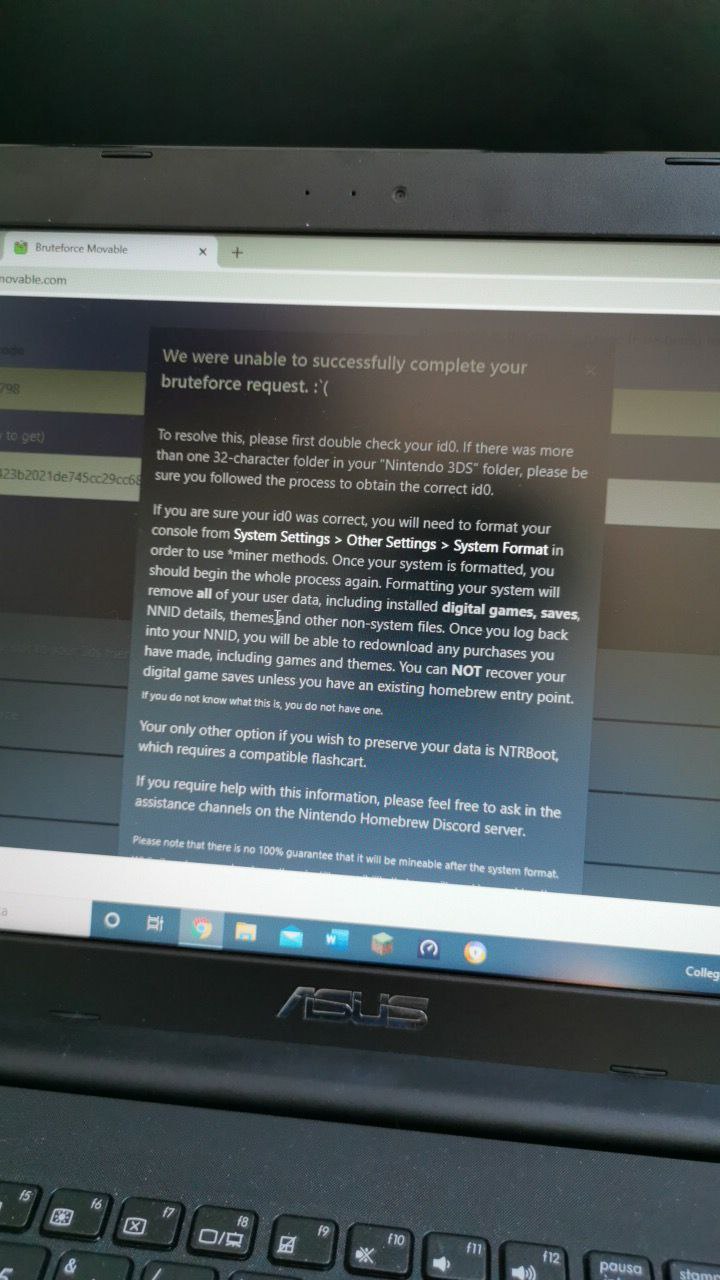 Bruteforce Movable
novable.com
We were unable to successfully complete your
bruteforce request. :`(
798
To resolve this, please first double check your id0. If there was more
than one 32-character folder in your "Nintendo 3DS" folder, please be
sure you followed the process to obtain the correct id0.
y to get)
423b2021de745cc29cc68
If you are sure your id0 was correct, you will need to format your
console from System Settings > Other Settings > System Format in
order to use *miner methods. Once your system is formatted, you
should begin the whole process again. Formatting your system will
remove all of your user data, including installed digital games, saves,
NNID details, themes and other non-system files. Once you log back
into your NNID, you will be able to redownload any purchases you
have made, including games and themes. You can NOT recover your
digital game saves unless you have an existing homebrew entry point.
If you do not know what this is, you do not have one.
Your only other option if you wish to preserve your data is NTRBoot,
which requires a compatible flashcart.
If you require help with this information, please feel free to ask in the
assistance channels on the Nintendo Homebrew Discord server.
Please note that there is no 100% guarantee that it will be mineable after the system format.
a
W
Colleg
ASUS
f5 f6 f7 f8 f9 f10 f11 f12 pausa stamp
5 & /